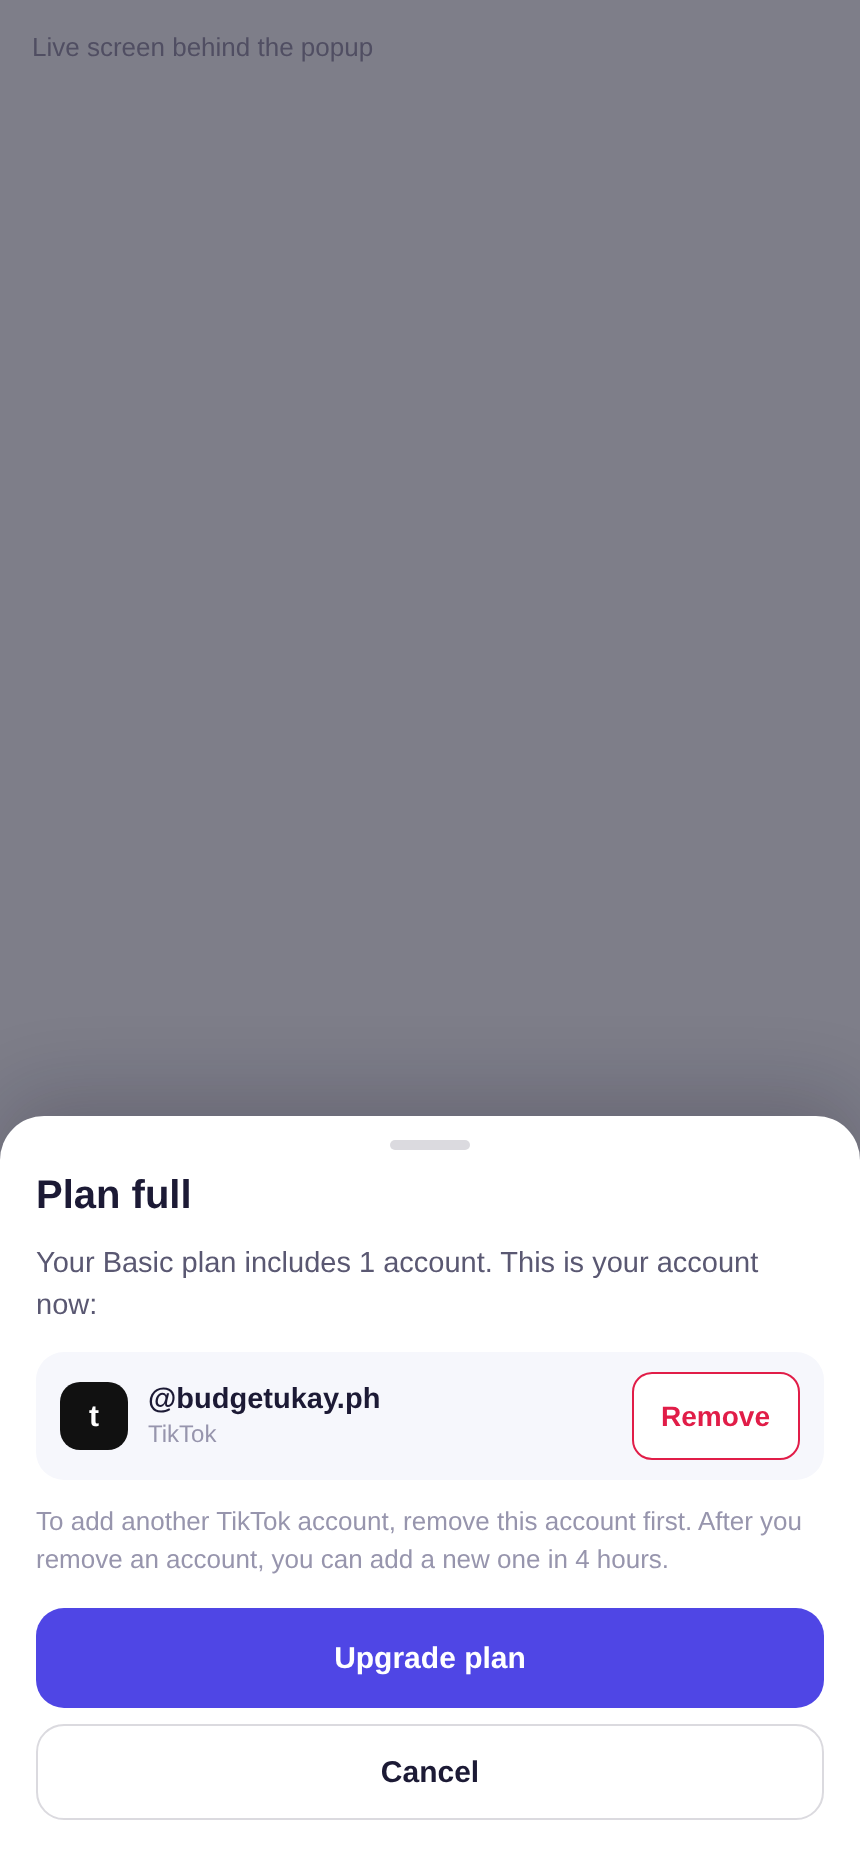 Live screen behind the popup
Plan full
Your Basic plan includes 1 account. This is your account
now:
t
@budgetukay.ph
TikTok
Remove
To add another TikTok account, remove this account first. After you
remove an account, you can add a new one in 4 hours.
Upgrade plan
Cancel